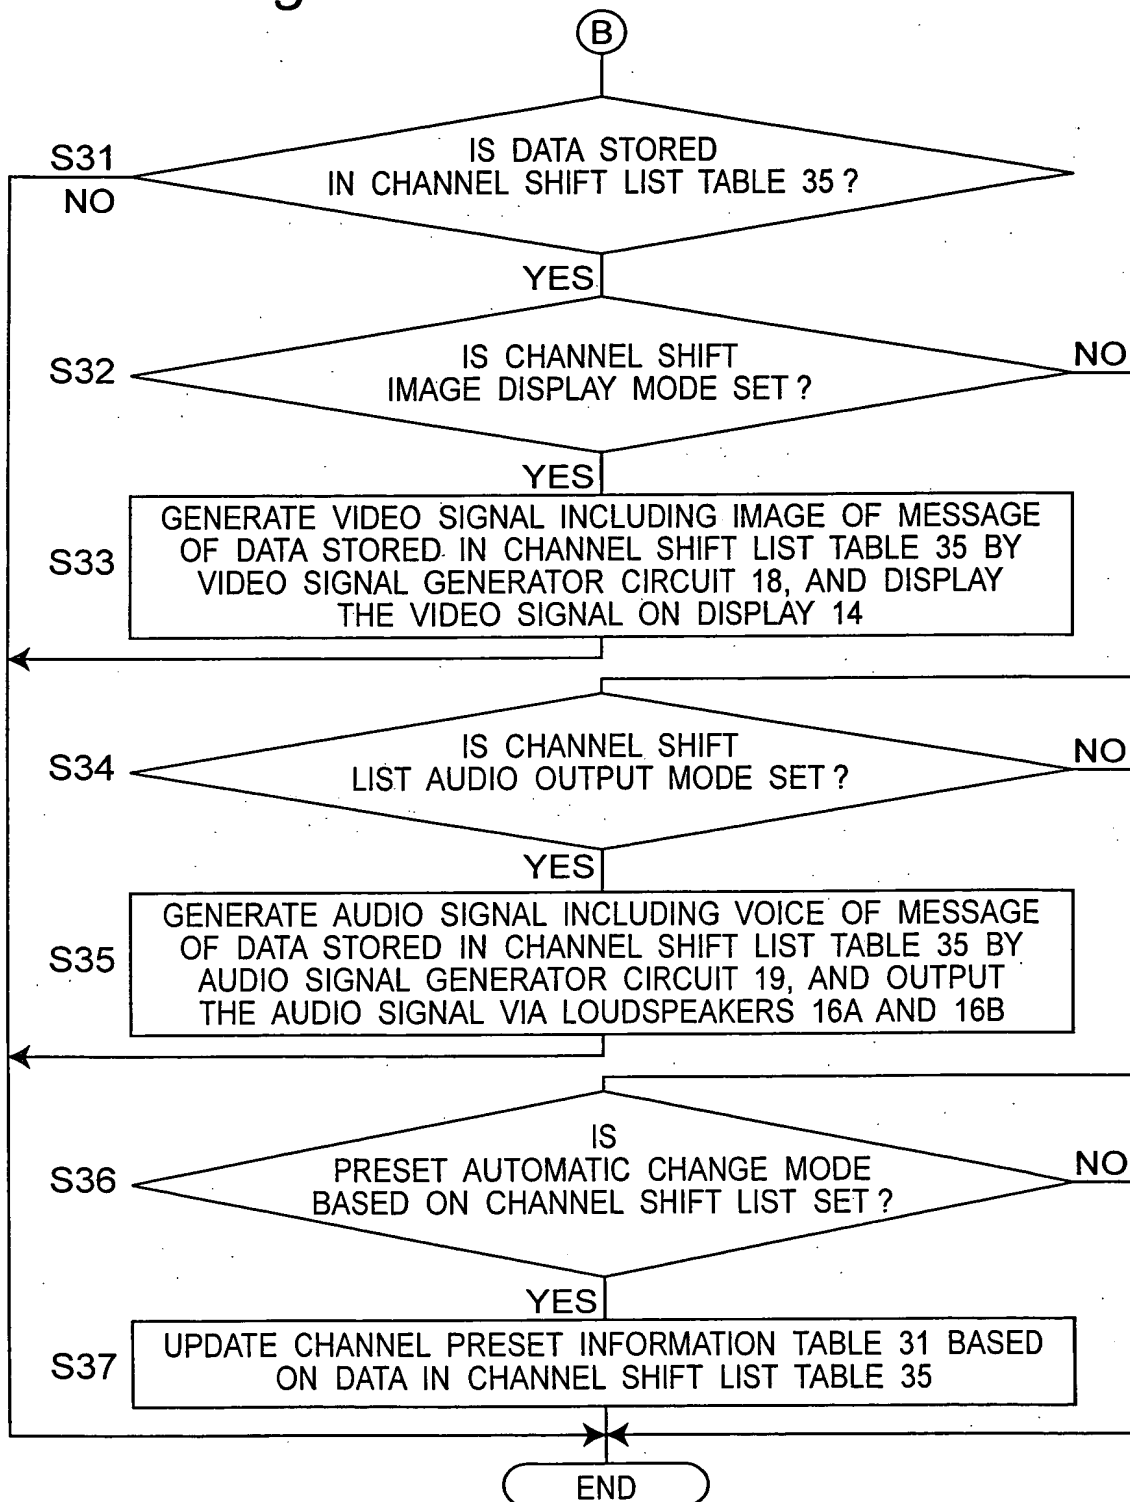 B
IS DATA STORED
IN CHANNEL SHIFT LIST TABLE 35?
S31
NO
YES
IS CHANNEL SHIFT
IMAGE DISPLAY MODE SET?
S32
NO
YES
GENERATE VIDEO SIGNAL INCLUDING IMAGE OF MESSAGE
OF DATA STORED IN CHANNEL SHIFT LIST TABLE 35 BY
VIDEO SIGNAL GENERATOR CIRCUIT 18, AND DISPLAY
THE VIDEO SIGNAL ON DISPLAY 14
S33
IS CHANNEL SHIFT
LIST AUDIO OUTPUT MODE SET?
S34
NO
YES
GENERATE AUDIO SIGNAL INCLUDING VOICE OF MESSAGE
OF DATA STORED IN CHANNEL SHIFT LIST TABLE 35 BY
AUDIO SIGNAL GENERATOR CIRCUIT 19, AND OUTPUT
THE AUDIO SIGNAL VIA LOUDSPEAKERS 16A AND 16B
S35
IS
PRESET AUTOMATIC CHANGE MODE
BASED ON CHANNEL SHIFT LIST SET?
S36
NO
YES
UPDATE CHANNEL PRESET INFORMATION TABLE 31 BASED
ON DATA IN CHANNEL SHIFT LIST TABLE 35
S37
END